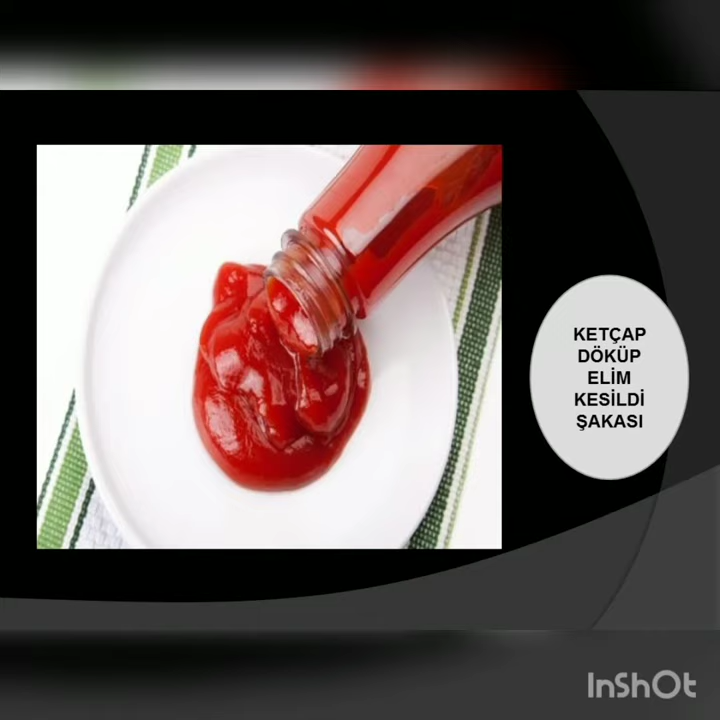 KETÇAP
DÖKÜP
ELİM
KESİLDİ
ŞAKASI
InShOt